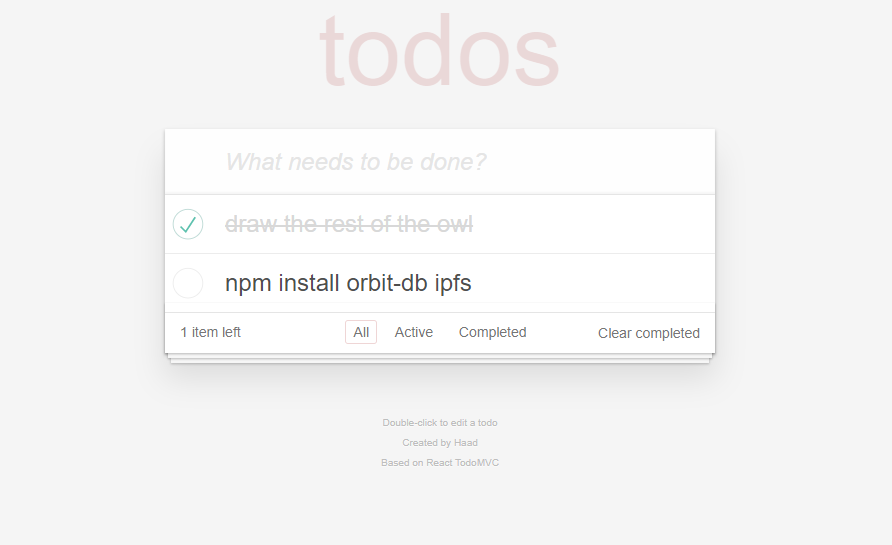 todos
What needs to be done?
draw the rest of the owl
npm install orbit-db ipfs
1 item left All Active Completed Clear completed
Double-click to edit a todo
Created by Haad
Based on React TodoMVC